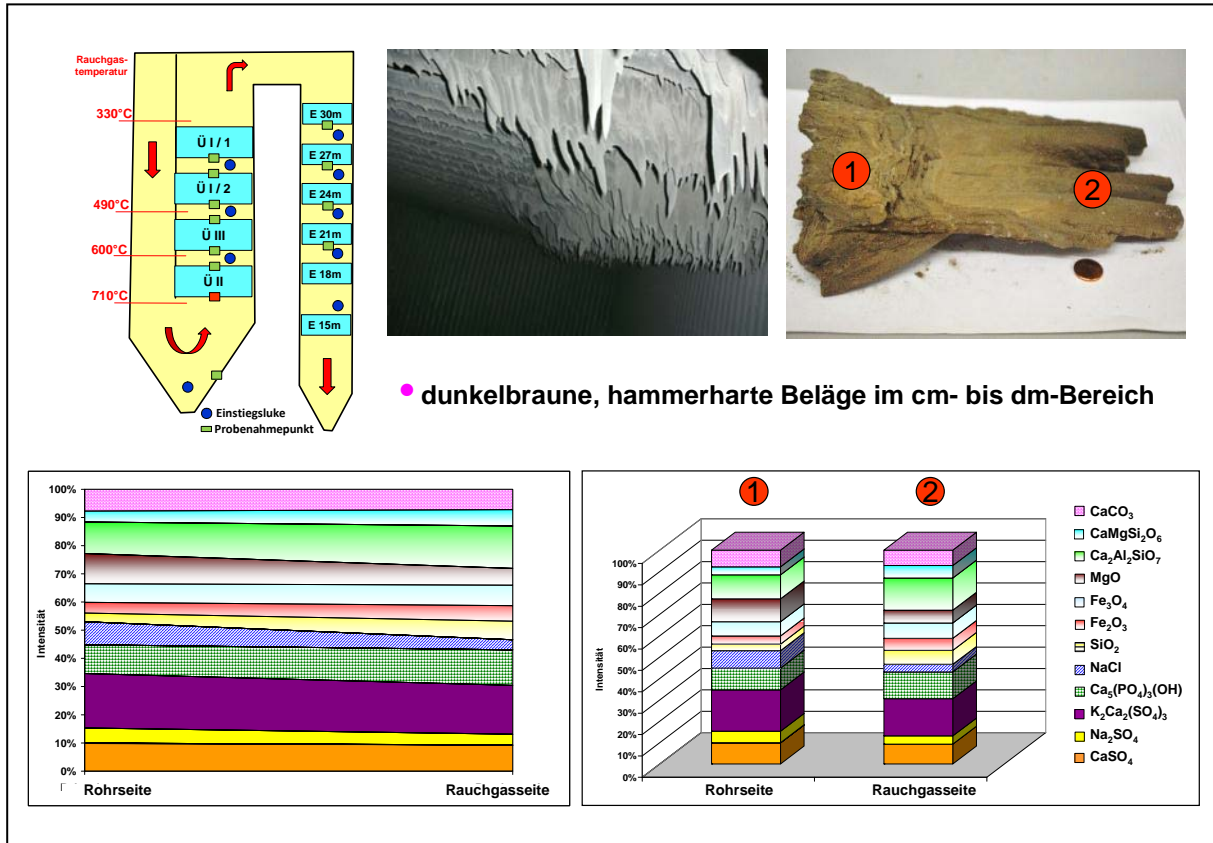 Rauchgas-
temperatur
330°C
490°C
600°C
710°C
Ü I / 1
Ü I / 2
Ü III
Ü II
E 30m
E 27m
E 24m
E 21m
E 18m
E 15m
Einstiegsluke
Probenahmepunkt
1
2
• dunkelbraune, hammerharte Beläge im cm- bis dm-Bereich
Intensität
100%
90%
80%
70%
60%
50%
40%
30%
20%
10%
0%
Rohrseite Rauchgasseite
1 2
Intensität
100%
90%
80%
70%
60%
50%
40%
30%
20%
10%
0%
Rohrseite Rauchgasseite
CaCO₃
CaMgSi₂O₆
Ca₂Al₂SiO₇
MgO
Fe₃O₄
Fe₂O₃
SiO₂
NaCl
Ca₅(PO₄)₃(OH)
K₂Ca₂(SO₄)₃
Na₂SO₄
CaSO₄